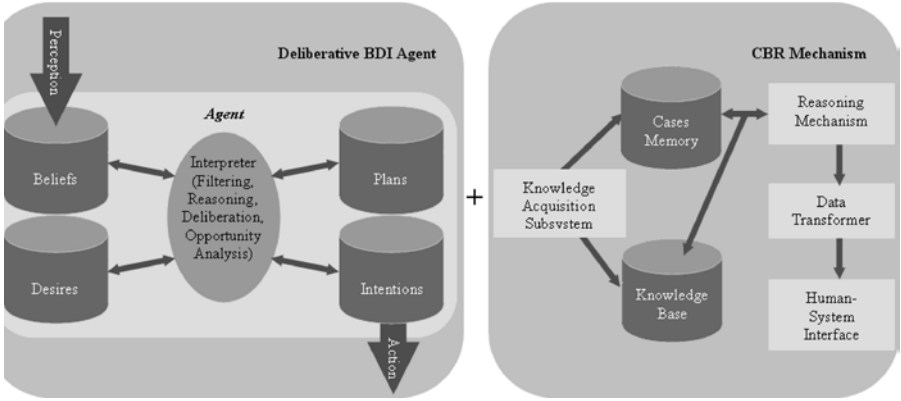 Perception
Deliberative BDI Agent
Agent
Beliefs
Interpreter
(Filtering,
Reasoning,
Deliberation,
Opportunity
Analysis)
Plans
Desires
Intentions
Action
+
CBR Mechanism
Cases
Memory
Reasoning
Mechanism
Knowledge
Acquisition
Subsystem
Data
Transformer
Knowledge
Base
Human-
System
Interface